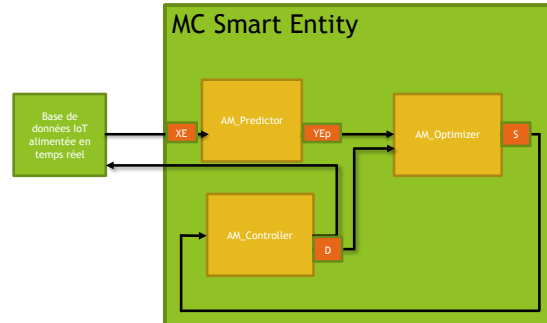 MC Smart Entity
Base de
données IoT
alimentée en
temps réel
XE
AM_Predictor
YEp
AM_Optimizer
S
AM_Controller
D